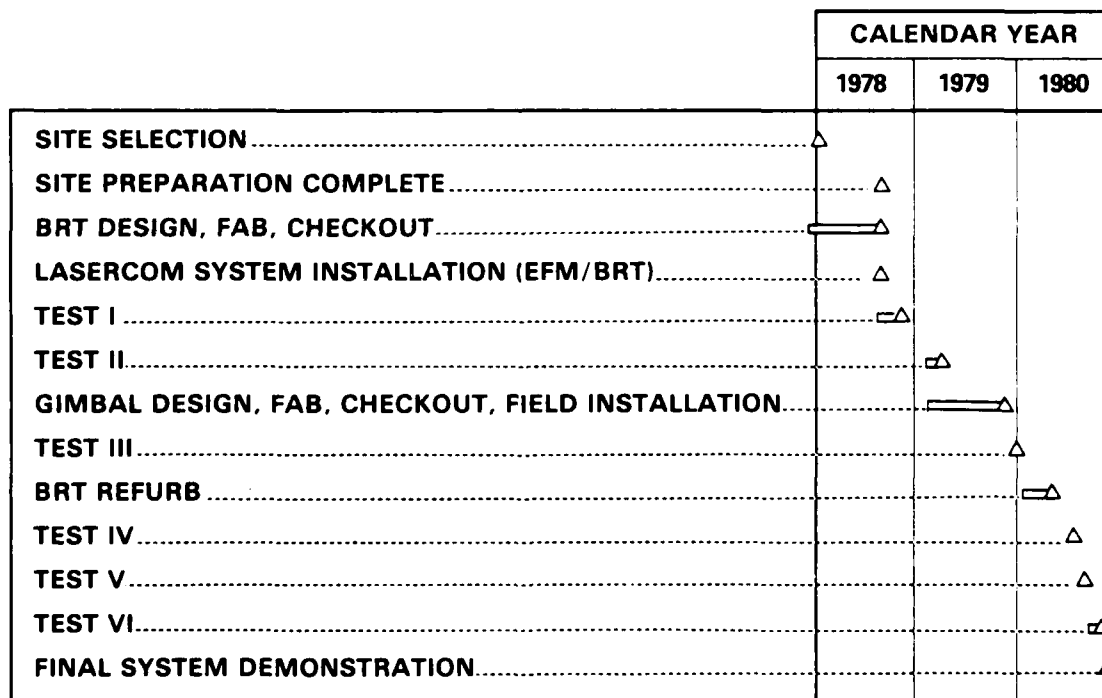 CALENDAR YEAR
1978 1979 1980
SITE SELECTION
SITE PREPARATION COMPLETE
BRT DESIGN, FAB, CHECKOUT
LASERCOM SYSTEM INSTALLATION (EFM/BRT)
TEST I
TEST II
GIMBAL DESIGN, FAB, CHECKOUT, FIELD INSTALLATION
TEST III
BRT REFURB
TEST IV
TEST V
TEST VI
FINAL SYSTEM DEMONSTRATION